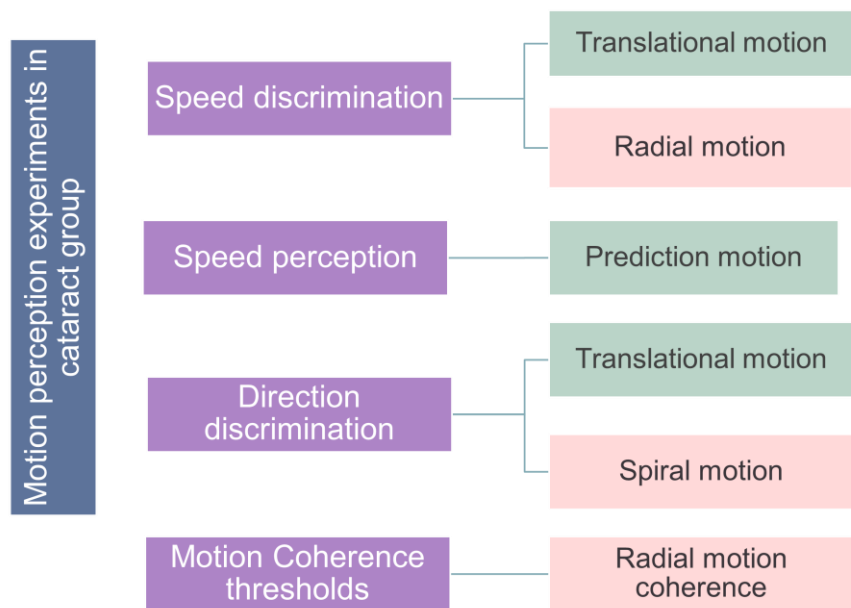 Motion perception experiments in
cataract group
Speed discrimination
Translational motion
Radial motion
Speed perception
Prediction motion
Direction
discrimination
Translational motion
Spiral motion
Motion Coherence
thresholds
Radial motion
coherence